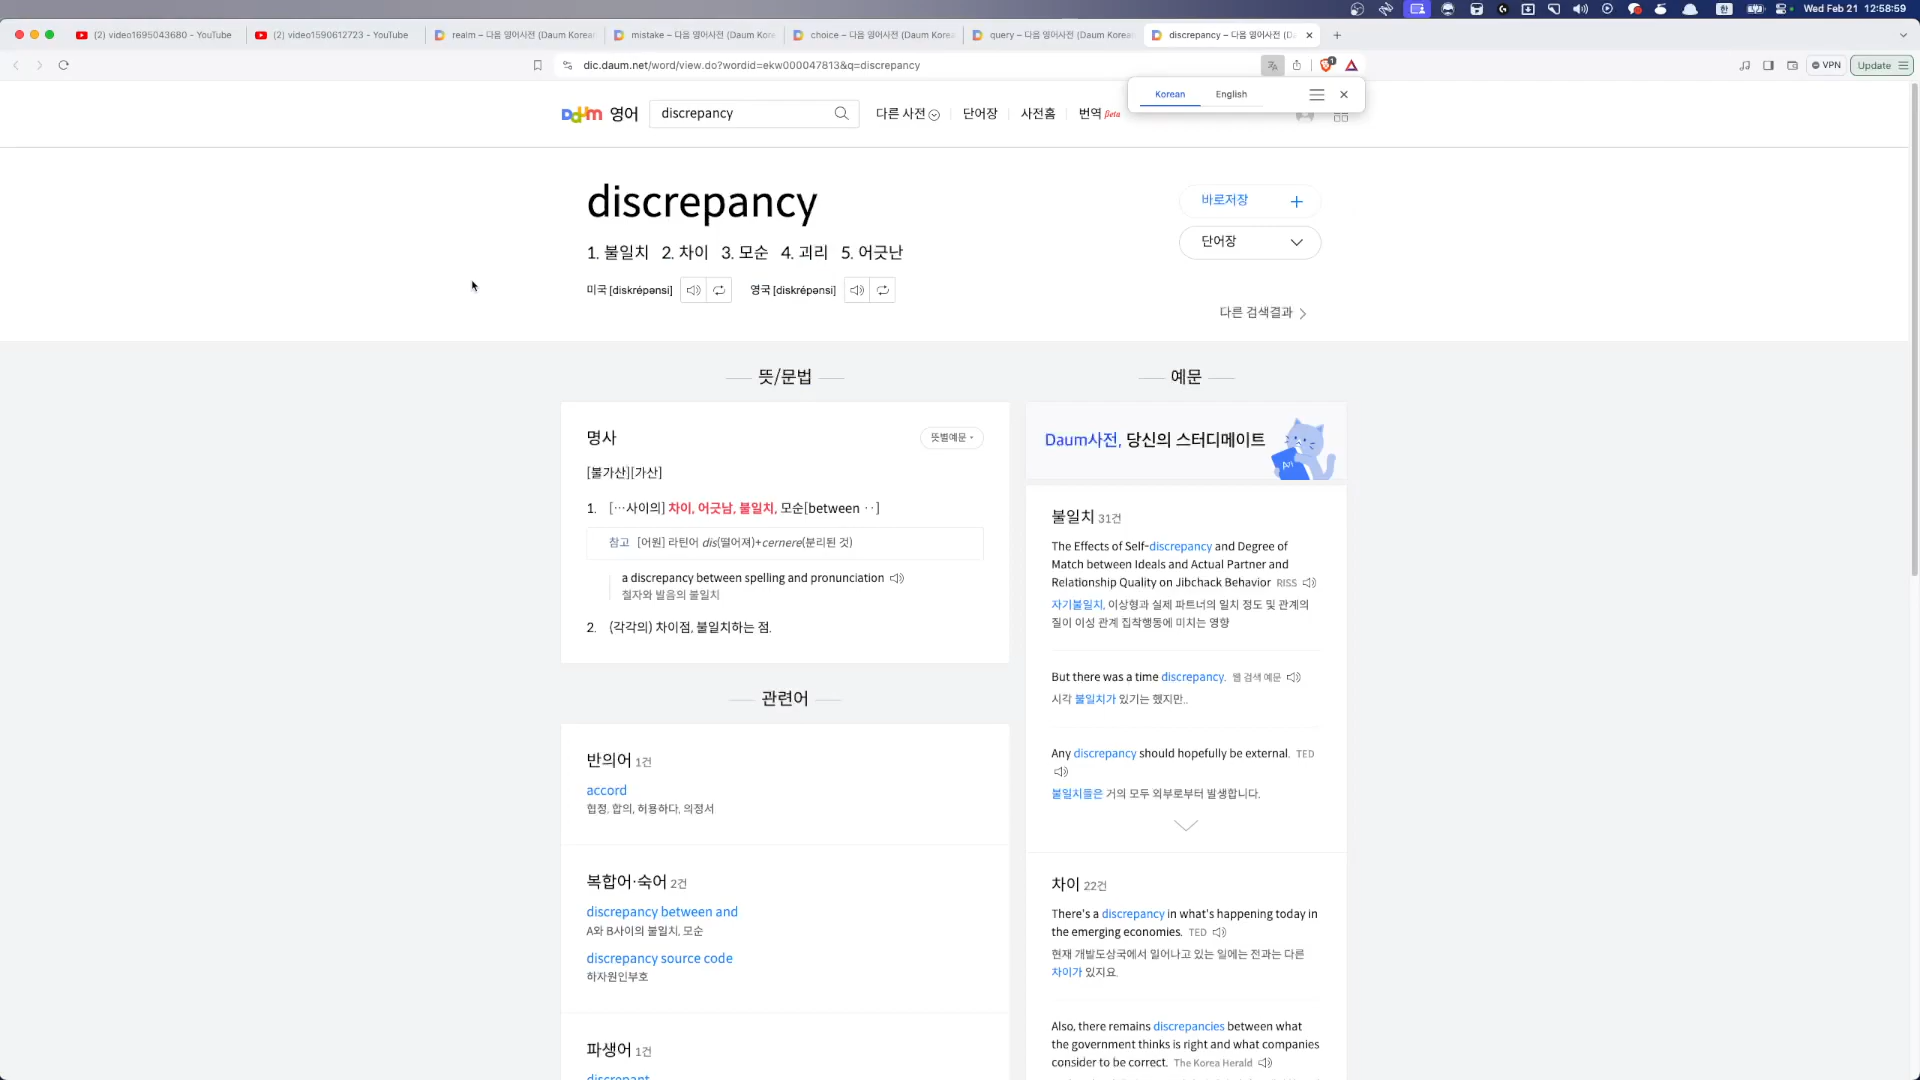 Wed Feb 21 12:58:59
(2) video1695043680 - YouTube
(2) video1590612723 - YouTube
realm – 다음 영어사전 (Daum Korean
mistake – 다음 영어사전 (Daum Kore
choice – 다음 영어사전 (Daum Korea
query – 다음 영어사전 (Daum Korean
discrepancy – 다음 영어사전 (D
dic.daum.net/word/view.do?wordid=ekw000047813&q=discrepancy
1
VPN
Update
Korean English
Daum 영어
discrepancy
다른 사전
단어장
사전홈
번역 Beta
discrepancy
1. 불일치 2. 차이 3. 모순 4. 괴리 5. 어긋난
미국 [diskrépənsi]
영국 [diskrépənsi]
바로저장
단어장
다른 검색결과
뜻/문법
명사
뜻별예문
[불가산][가산]
1. [···사이의] 차이, 어긋남, 불일치, 모순[between ··]
참고 [어원] 라틴어 dis(떨어져)+cernere(분리된 것)
a discrepancy between spelling and pronunciation
철자와 발음의 불일치
2. (각각의) 차이점, 불일치하는 점.
관련어
반의어 1건
accord
협정, 합의, 허용하다, 의정서
복합어·숙어 2건
discrepancy between and
A와 B사이의 불일치, 모순
discrepancy source code
하자원인부호
파생어 1건
discrepant
예문
Daum사전, 당신의 스터디메이트
불일치 31건
The Effects of Self-discrepancy and Degree of
Match between Ideals and Actual Partner and
Relationship Quality on Jibchack Behavior RISS
자기불일치, 이상형과 실제 파트너의 일치 정도 및 관계의
질이 이성 관계 집착행동에 미치는 영향
But there was a time discrepancy. 웹 검색 예문
시각 불일치가 있기는 했지만..
Any discrepancy should hopefully be external. TED
불일치들은 거의 모두 외부로부터 발생합니다.
차이 22건
There's a discrepancy in what's happening today in
the emerging economies. TED
현재 개발도상국에서 일어나고 있는 일에는 전과는 다른
차이가 있지요.
Also, there remains discrepancies between what
the government thinks is right and what companies
consider to be correct. The Korea Herald